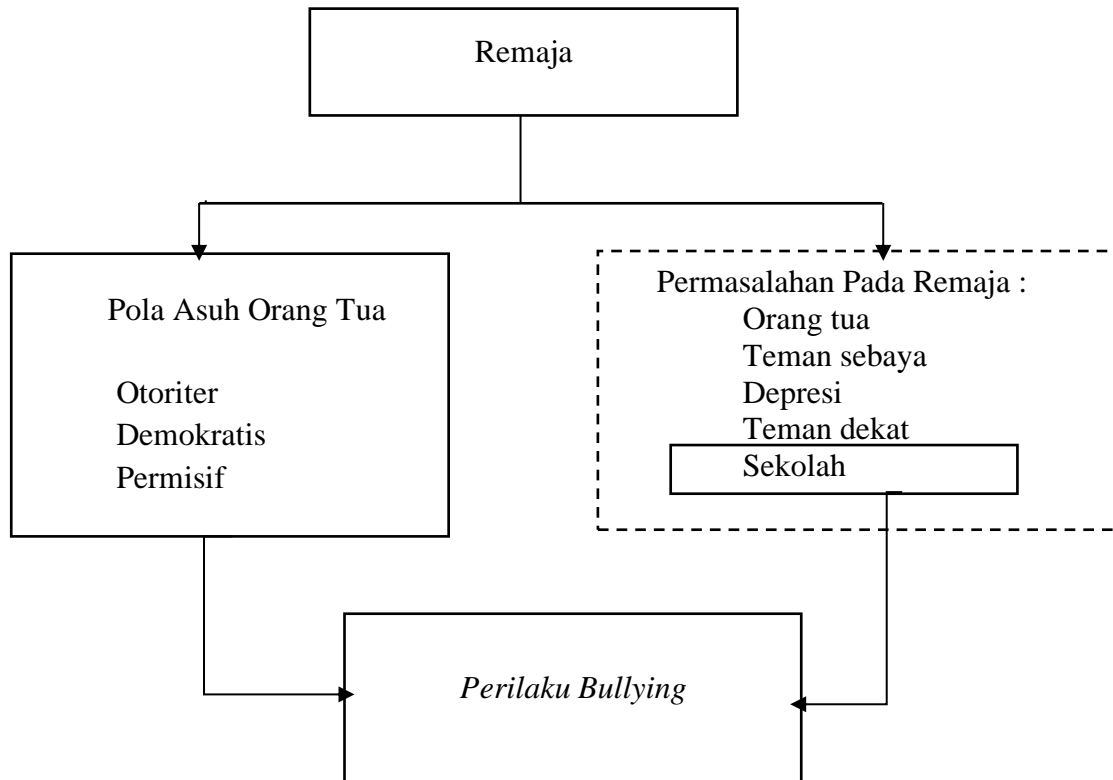 Remaja
Pola Asuh Orang Tua
Otoriter
Demokratis
Permisif
Permasalahan Pada Remaja :
Orang tua
Teman sebaya
Depresi
Teman dekat
Sekolah
Perilaku Bullying